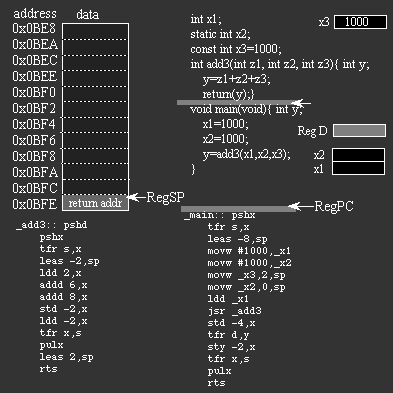 address data
0x0BE8
0x0BEA
0x0BEC
0x0BEE
0x0BF0
0x0BF2
0x0BF4
0x0BF6
0x0BF8
0x0BFA
0x0BFC
0x0BFE return addr
RegSP
int x1;
static int x2;
const int x3=1000;
int add3(int z1, int z2, int z3){ int y;
y=z1+z2+z3;
return(y);}
void main(void){ int y;
x1=1000;
x2=1000;
y=add3(x1,x2,x3);
}
x3 1000
Reg D
x2
x1
RegPC
_add3:: pshd
pshx
tfr s,x
leas -2,sp
ldd 2,x
addd 6,x
addd 8,x
std -2,x
ldd -2,x
tfr x,s
pulx
leas 2,sp
rts
_main:: pshx
tfr s,x
leas -8,sp
movw #1000,_x1
movw #1000,_x2
movw _x3,2,sp
movw _x2,0,sp
ldd _x1
jsr _add3
std -4,x
tfr d,y
sty -2,x
tfr x,s
pulx
rts